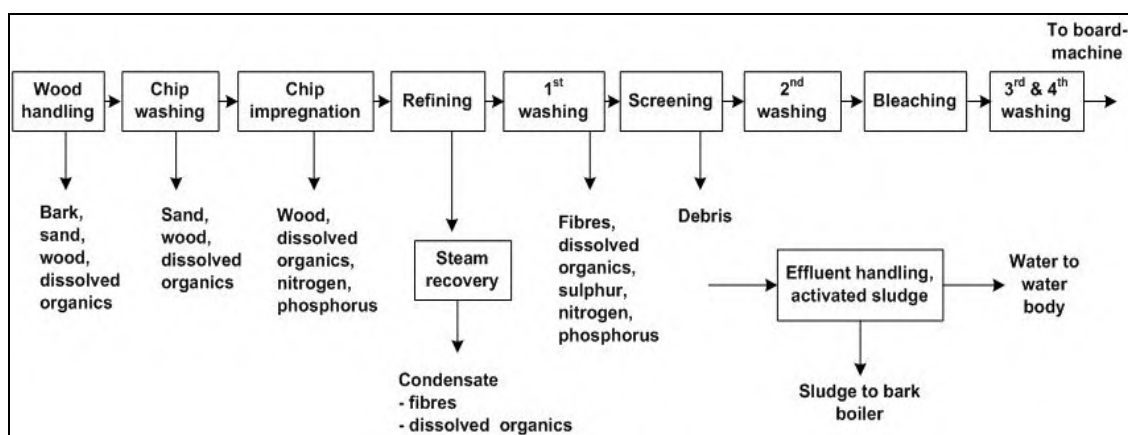 To board-
machine
Wood
handling
Chip
washing
Chip
impregnation
Refining
1st
washing
Screening
2nd
washing
Bleaching
3rd & 4th
washing
Bark,
sand,
wood,
dissolved
organics
Sand,
wood,
dissolved
organics
Wood,
dissolved
organics,
nitrogen,
phosphorus
Steam
recovery
Condensate
- fibres
- dissolved organics
Fibres,
dissolved
organics,
sulphur,
nitrogen,
phosphorus
Debris
Effluent handling,
activated sludge
Water to
water
body
Sludge to bark
boiler